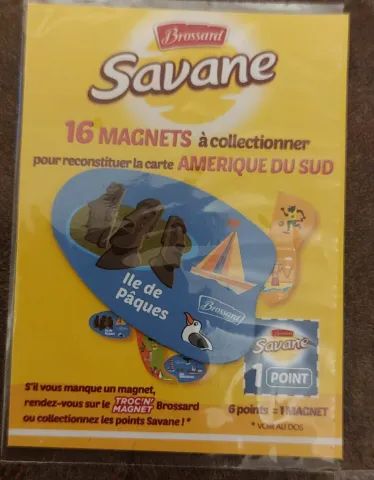 Brossard
Savane
16 MAGNETS à collectionner
pour reconstituer la carte AMERIQUE DU SUD
Ile de
pâques
Brossard
Savane
1 POINT
S'il vous manque un magnet,
rendez-vous sur le TROC'N' MAGNET Brossard
ou collectionnez les points Savane ! *
6 points = 1 MAGNET
* VOIR AU DOS